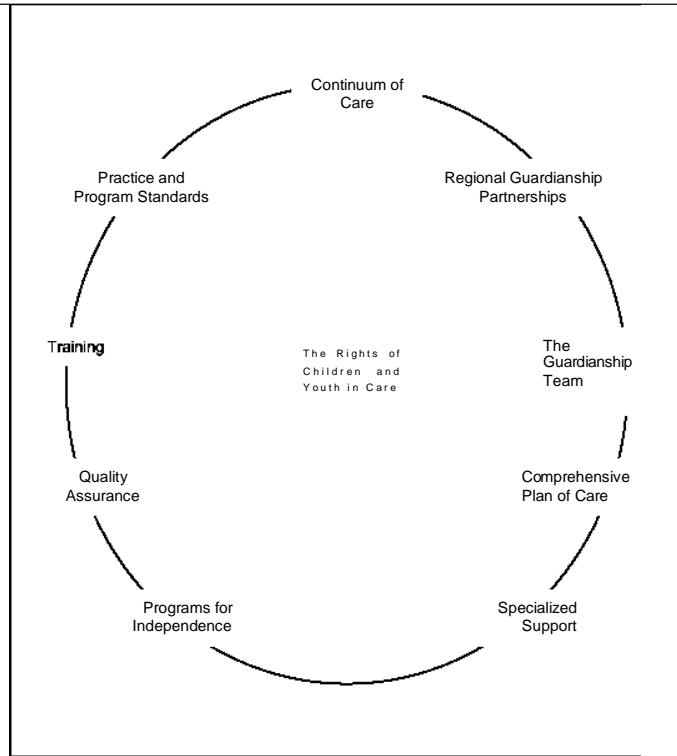 Continuum of
Care
Practice and
Program Standards
Regional Guardianship
Partnerships
Training
The Rights of
Children and
Youth in Care
The
Guardianship
Team
Quality
Assurance
Comprehensive
Plan of Care
Programs for
Independence
Specialized
Support